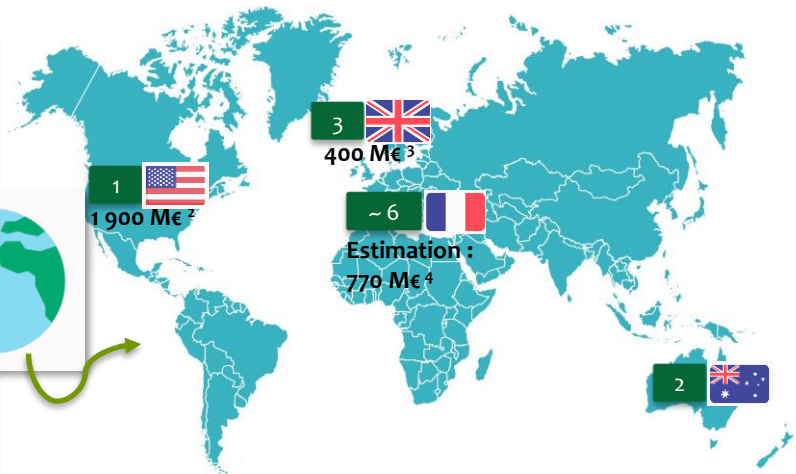 3
400 M€ ³
1
1 900 M€ ²
~ 6
Estimation :
770 M€ ⁴
2